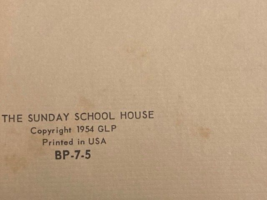 THE SUNDAY SCHOOL HOUSE
Copyright 1954 GLP
Printed in USA
BP-7-5